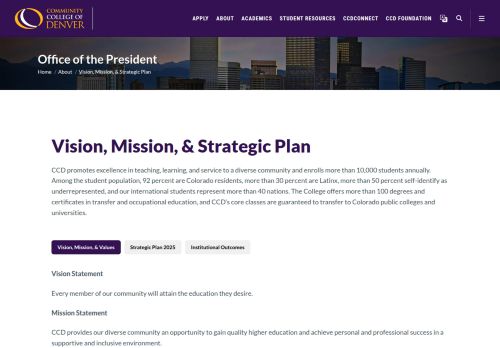 COMMUNITY
COLLEGE OF
DENVER
APPLY ABOUT ACADEMICS STUDENT RESOURCES CCDCONNECT CCD FOUNDATION
Office of the President
Home / About / Vision, Mission, & Strategic Plan
Vision, Mission, & Strategic Plan
CCD promotes excellence in teaching, learning, and service to a diverse community and enrolls more than 10,000 students annually.
Among the student population, 92 percent are Colorado residents, more than 30 percent are Latinx, more than 50 percent self-identify as
underrepresented, and our international students represent more than 40 nations. The College offers more than 100 degrees and
certificates in transfer and occupational education, and CCD's core classes are guaranteed to transfer to Colorado public colleges and
universities.
Vision, Mission, & Values Strategic Plan 2025 Institutional Outcomes
Vision Statement
Every member of our community will attain the education they desire.
Mission Statement
CCD provides our diverse community an opportunity to gain quality higher education and achieve personal and professional success in a
supportive and inclusive environment.